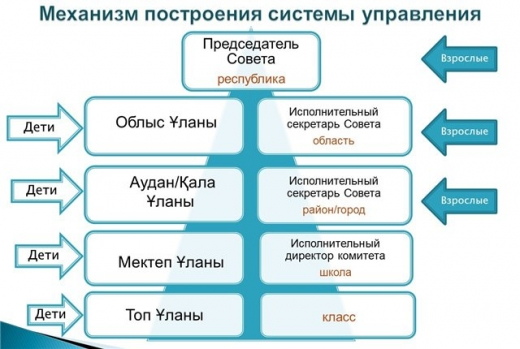 Механизм построения системы управления
Председатель
Совета
республика
Взрослые
Дети
Облыс Ұланы
Исполнительный
секретарь Совета
область
Взрослые
Дети
Аудан/Қала
Ұланы
Исполнительный
секретарь Совета
район/город
Взрослые
Дети
Мектеп Ұланы
Исполнительный
директор комитета
школа
Дети
Топ Ұланы
класс